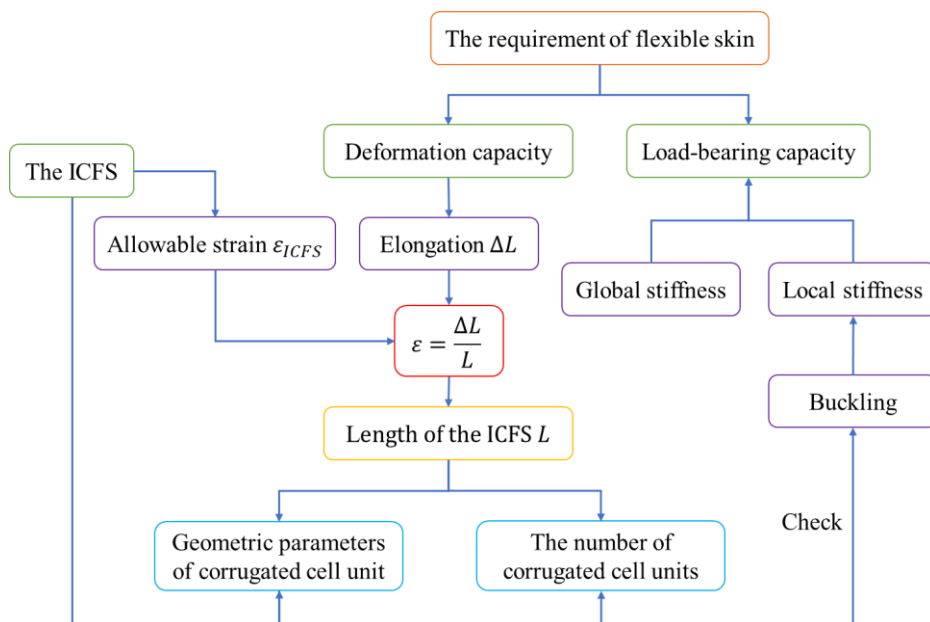 The requirement of flexible skin
Deformation capacity
Load-bearing capacity
The ICFS
Allowable strain ε_ICFS
Elongation ΔL
Global stiffness
Local stiffness
ε = ΔL/L
Buckling
Length of the ICFS L
Check
Geometric parameters
of corrugated cell unit
The number of
corrugated cell units